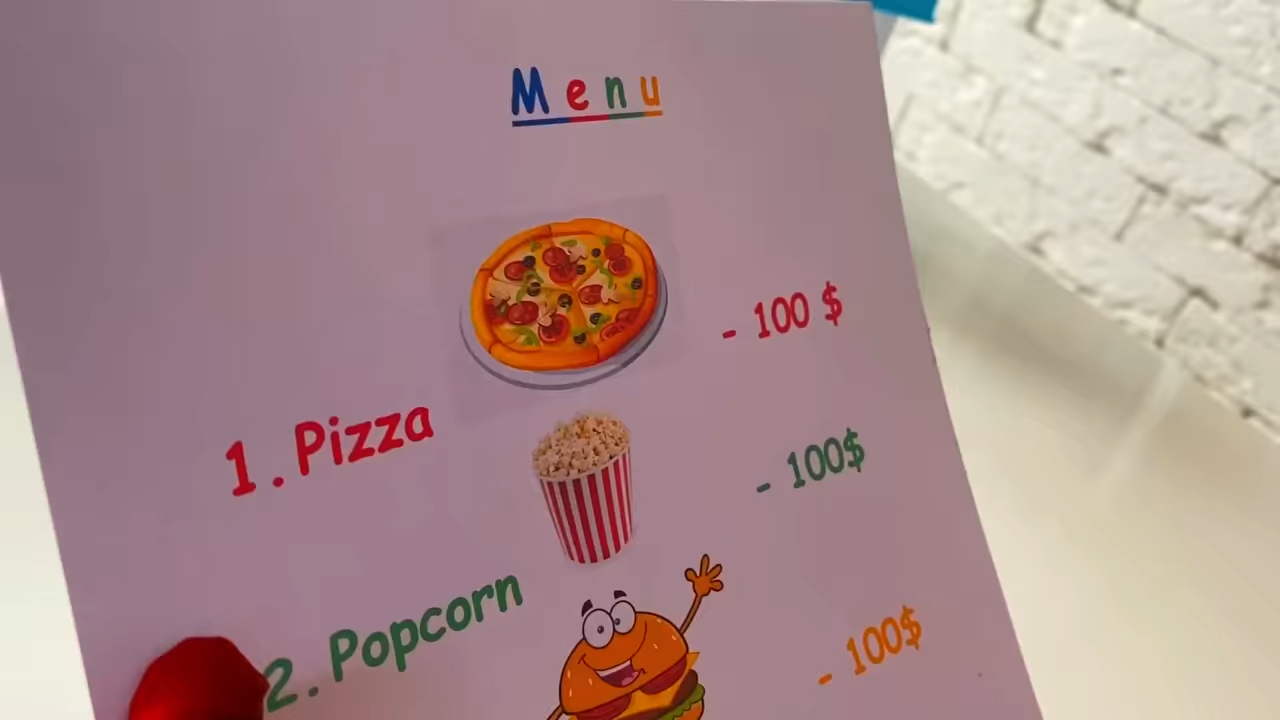 Menu
- 100 $
1. Pizza
- 100$
2. Popcorn
- 100$